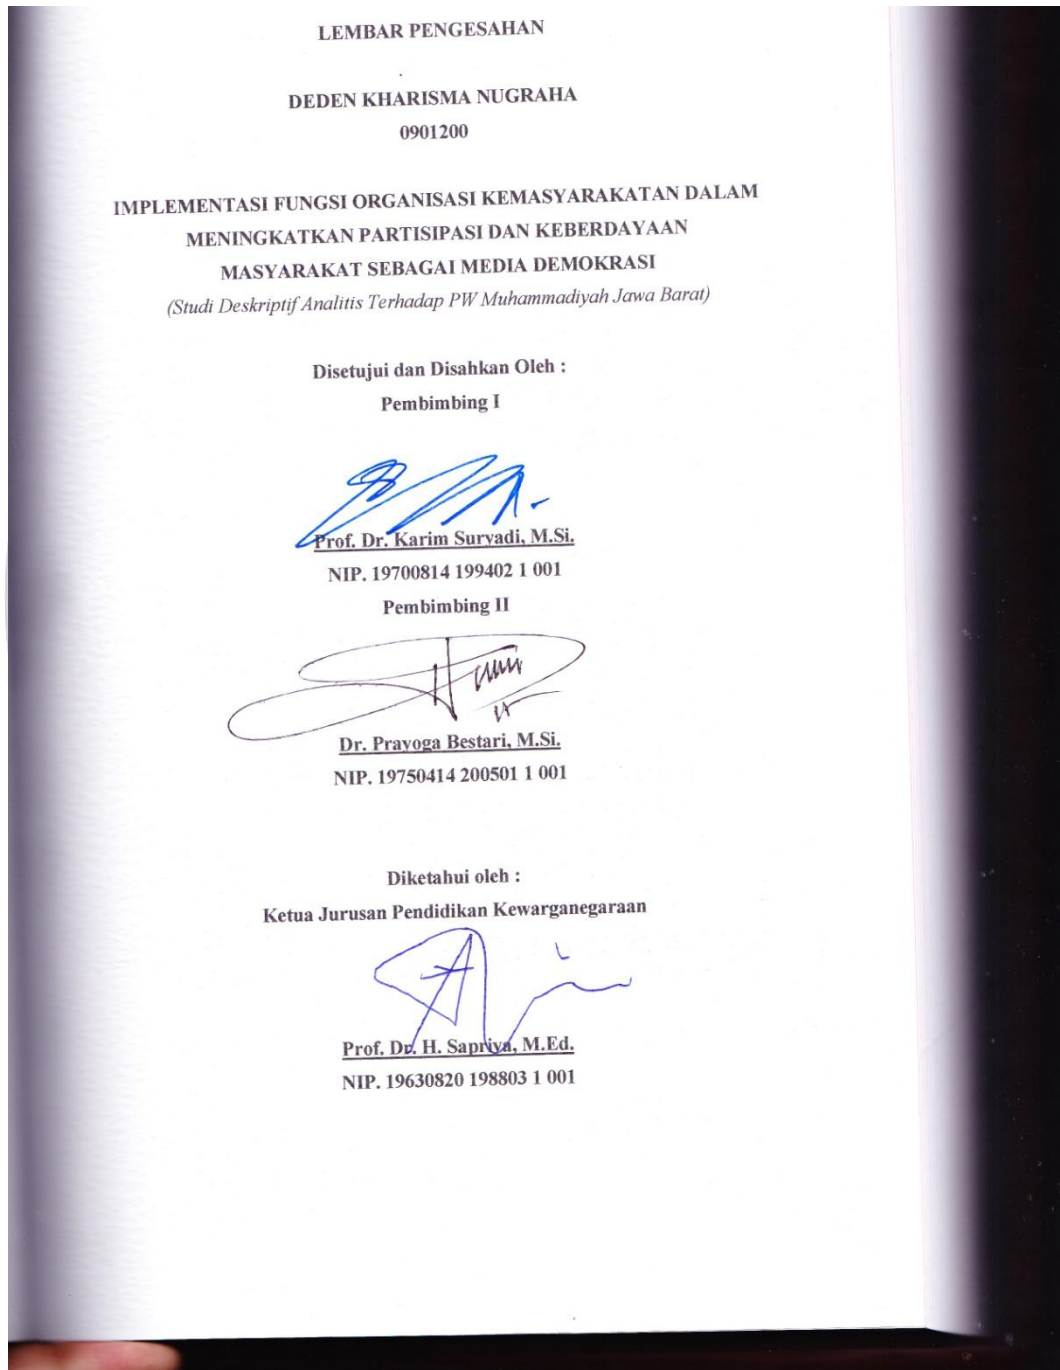 LEMBAR PENGESAHAN
DEDEN KHARISMA NUGRAHA
0901200
IMPLEMENTASI FUNGSI ORGANISASI KEMASYARAKATAN DALAM
MENINGKATKAN PARTISIPASI DAN KEBERDAYAAN
MASYARAKAT SEBAGAI MEDIA DEMOKRASI
(Studi Deskriptif Analitis Terhadap PW Muhammadiyah Jawa Barat)
Disetujui dan Disahkan Oleh :
Pembimbing I
Prof. Dr. Karim Suryadi, M.Si.
NIP. 19700814 199402 1 001
Pembimbing II
Dr. Prayoga Bestari, M.Si.
NIP. 19750414 200501 1 001
Diketahui oleh :
Ketua Jurusan Pendidikan Kewarganegaraan
Prof. Dr. H. Sapriya, M.Ed.
NIP. 19630820 198803 1 001